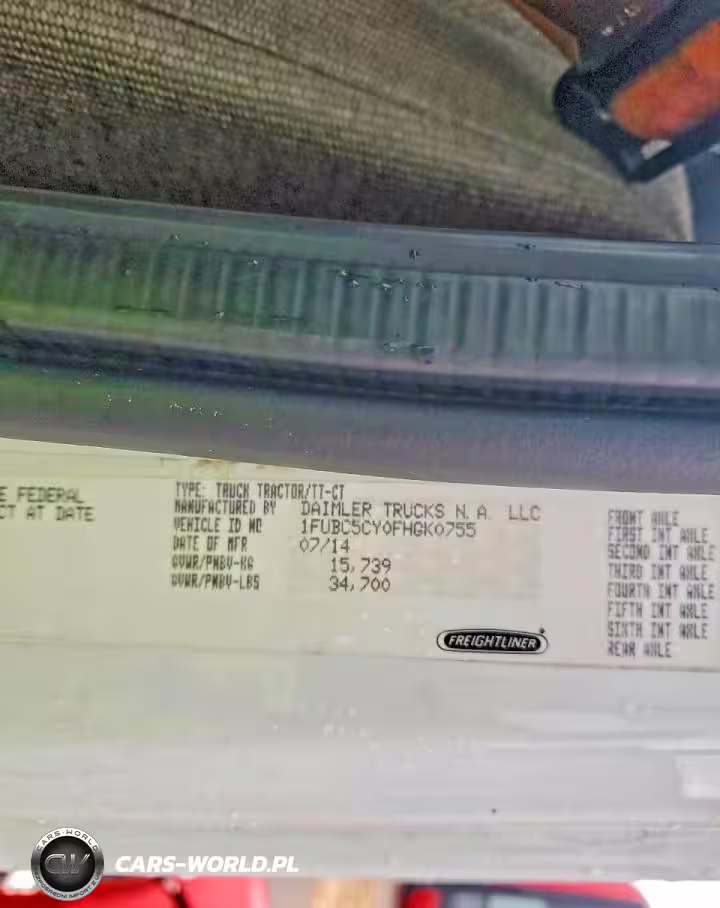 E FEDERAL
CT AT DATE
TYPE: TRUCK TRACTOR/TT-CT
MANUFACTURED BY DAIMLER TRUCKS N.A. LLC
VEHICLE ID NO 1FUBC5CY0FHGK0755
DATE OF MFR 07/14
GVWR/PNBV-KG 15,739
GVWR/PNBV-LBS 34,700
FRONT AXLE
FIRST INT AXLE
SECOND INT AXLE
THIRD INT AXLE
FOURTH INT AXLE
FIFTH INT AXLE
SIXTH INT AXLE
REAR AXLE
FREIGHTLINER
CARS-WORLD
CW
CARS-WORLD.PL